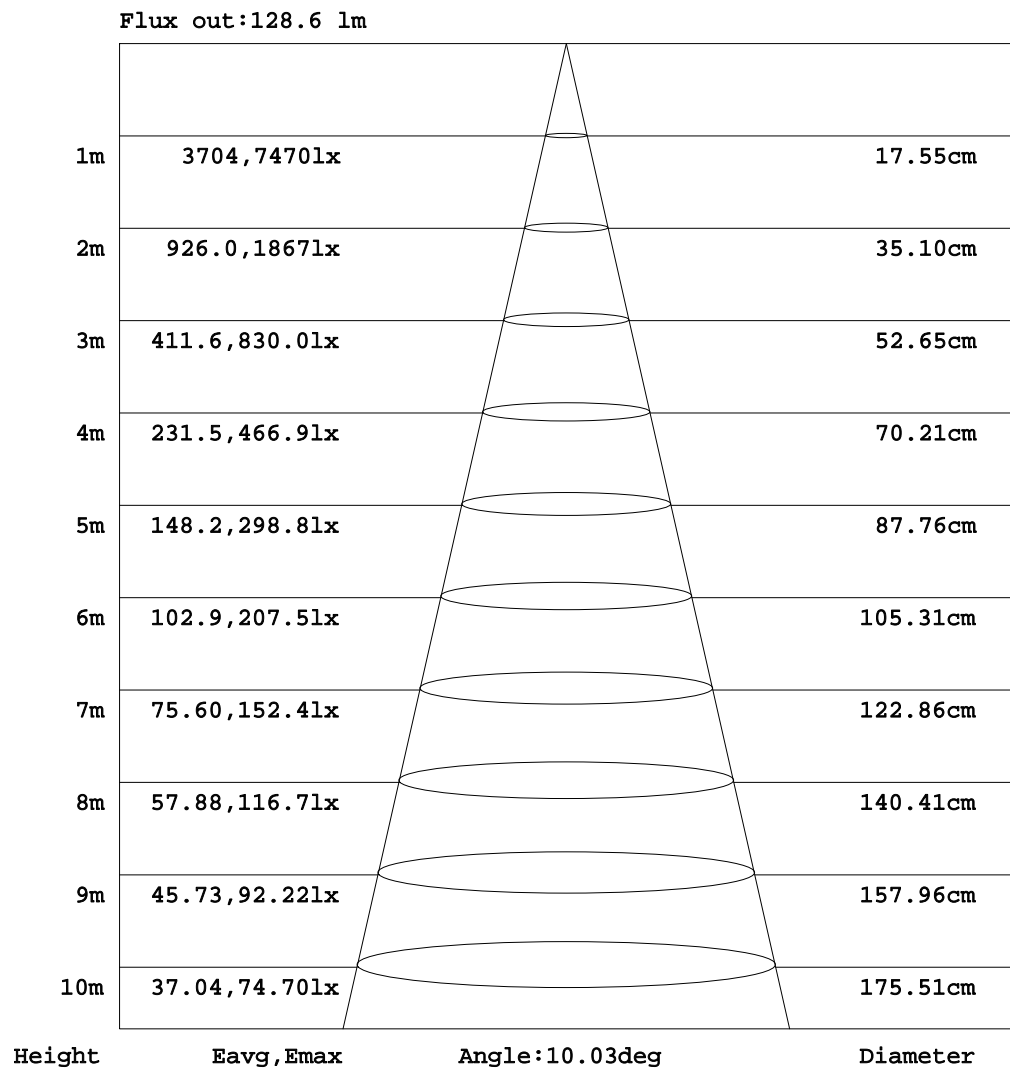 Flux out:128.6 lm
1m 3704,7470lx 17.55cm
2m 926.0,1867lx 35.10cm
3m 411.6,830.0lx 52.65cm
4m 231.5,466.9lx 70.21cm
5m 148.2,298.8lx 87.76cm
6m 102.9,207.5lx 105.31cm
7m 75.60,152.4lx 122.86cm
8m 57.88,116.7lx 140.41cm
9m 45.73,92.22lx 157.96cm
10m 37.04,74.70lx 175.51cm
Height Eavg,Emax Angle:10.03deg Diameter